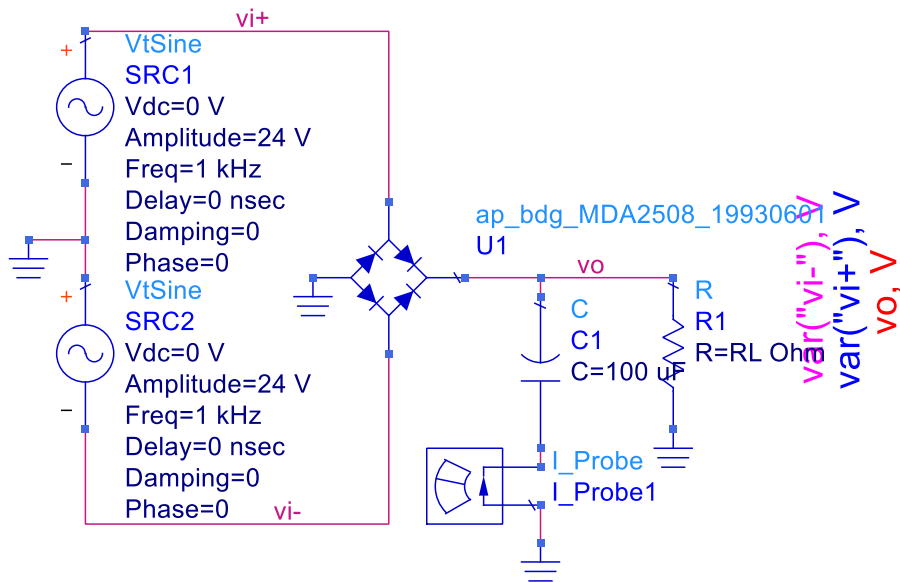 vi+
+
VtSine
SRC1
Vdc=0 V
Amplitude=24 V
Freq=1 kHz
Delay=0 nsec
Damping=0
Phase=0
−
+
VtSine
SRC2
Vdc=0 V
Amplitude=24 V
Freq=1 kHz
Delay=0 nsec
Damping=0
Phase=0
−
vi-
ap_bdg_MDA2508_19930601
U1
vo
C
C1
C=100 uF
R
R1
R=RL Ohm
I_Probe
I_Probe1
var("vi-"), V
var("vi+"), V
vo, V